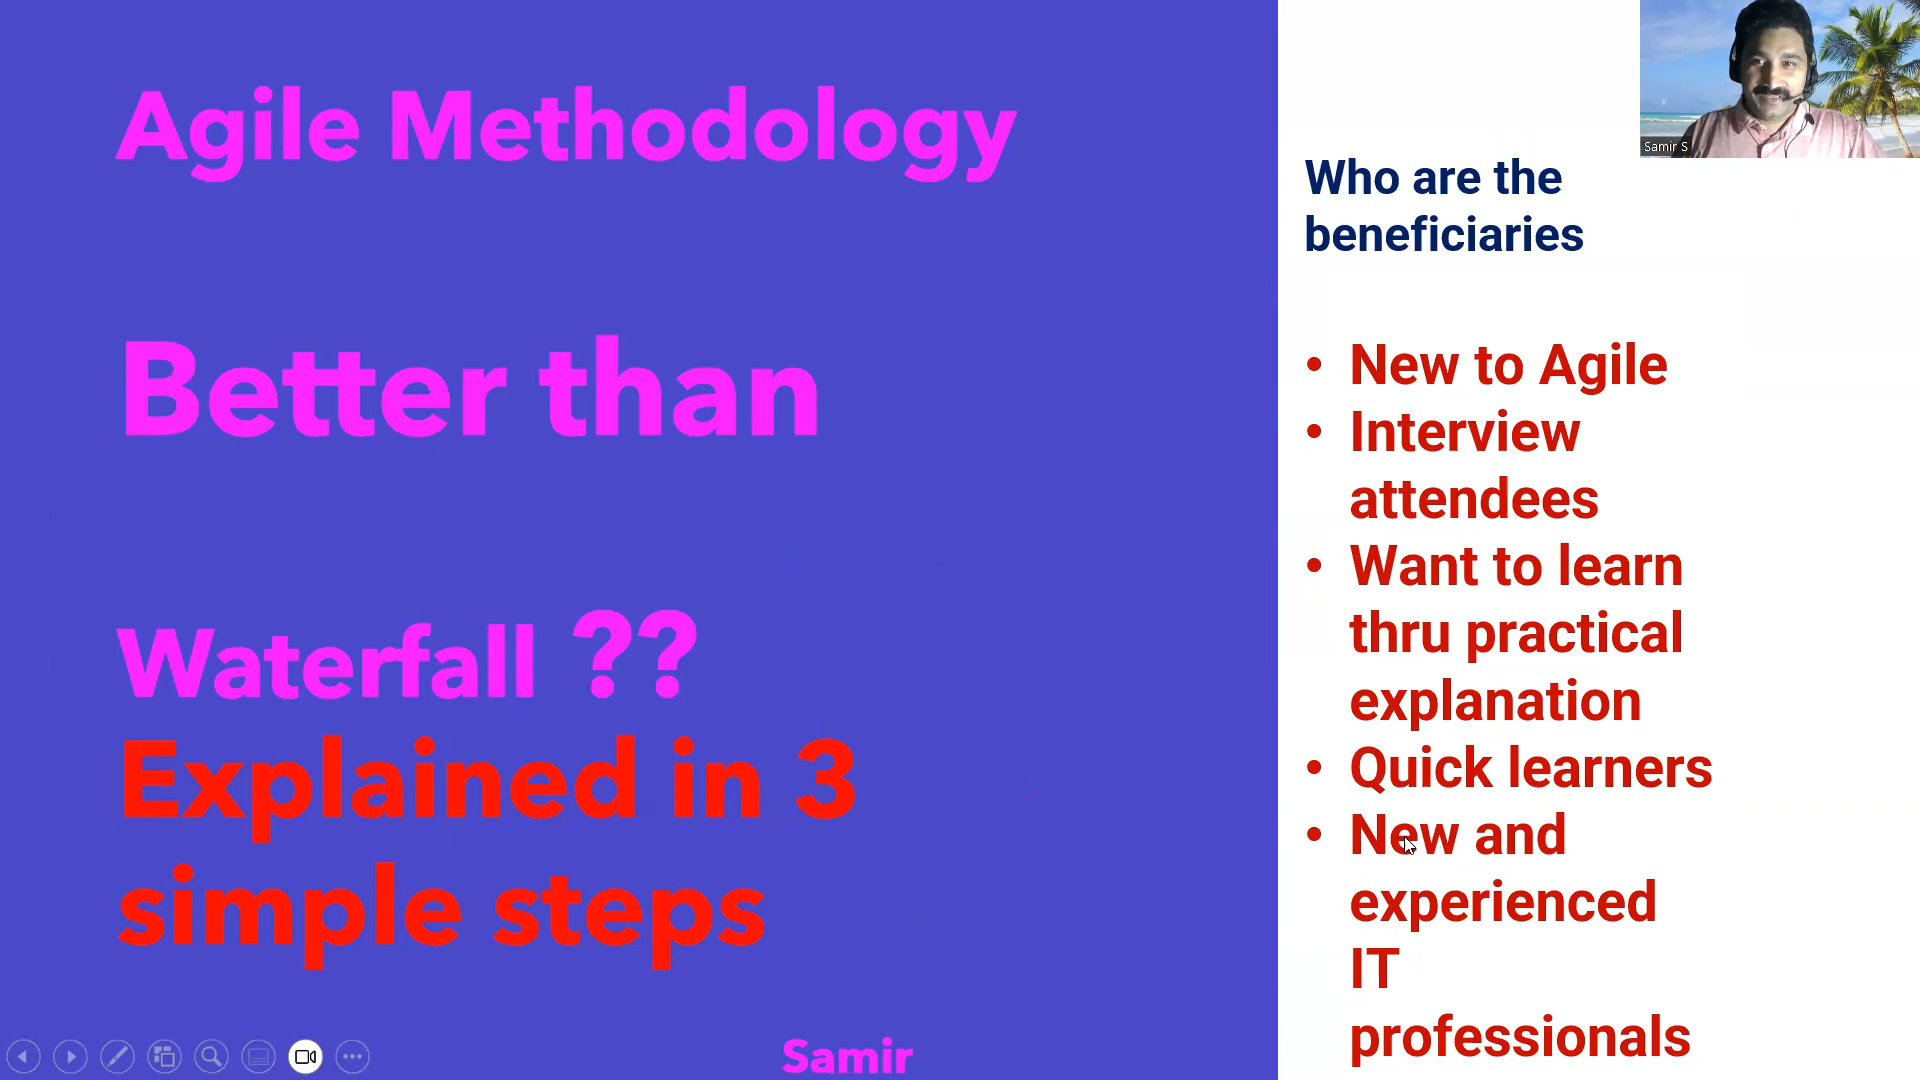 Agile Methodology
Better than
Waterfall ??
Explained in 3
simple steps
Samir
Samir S
Who are the
beneficiaries
• New to Agile
• Interview
attendees
• Want to learn
thru practical
explanation
• Quick learners
• New and
experienced
IT
professionals